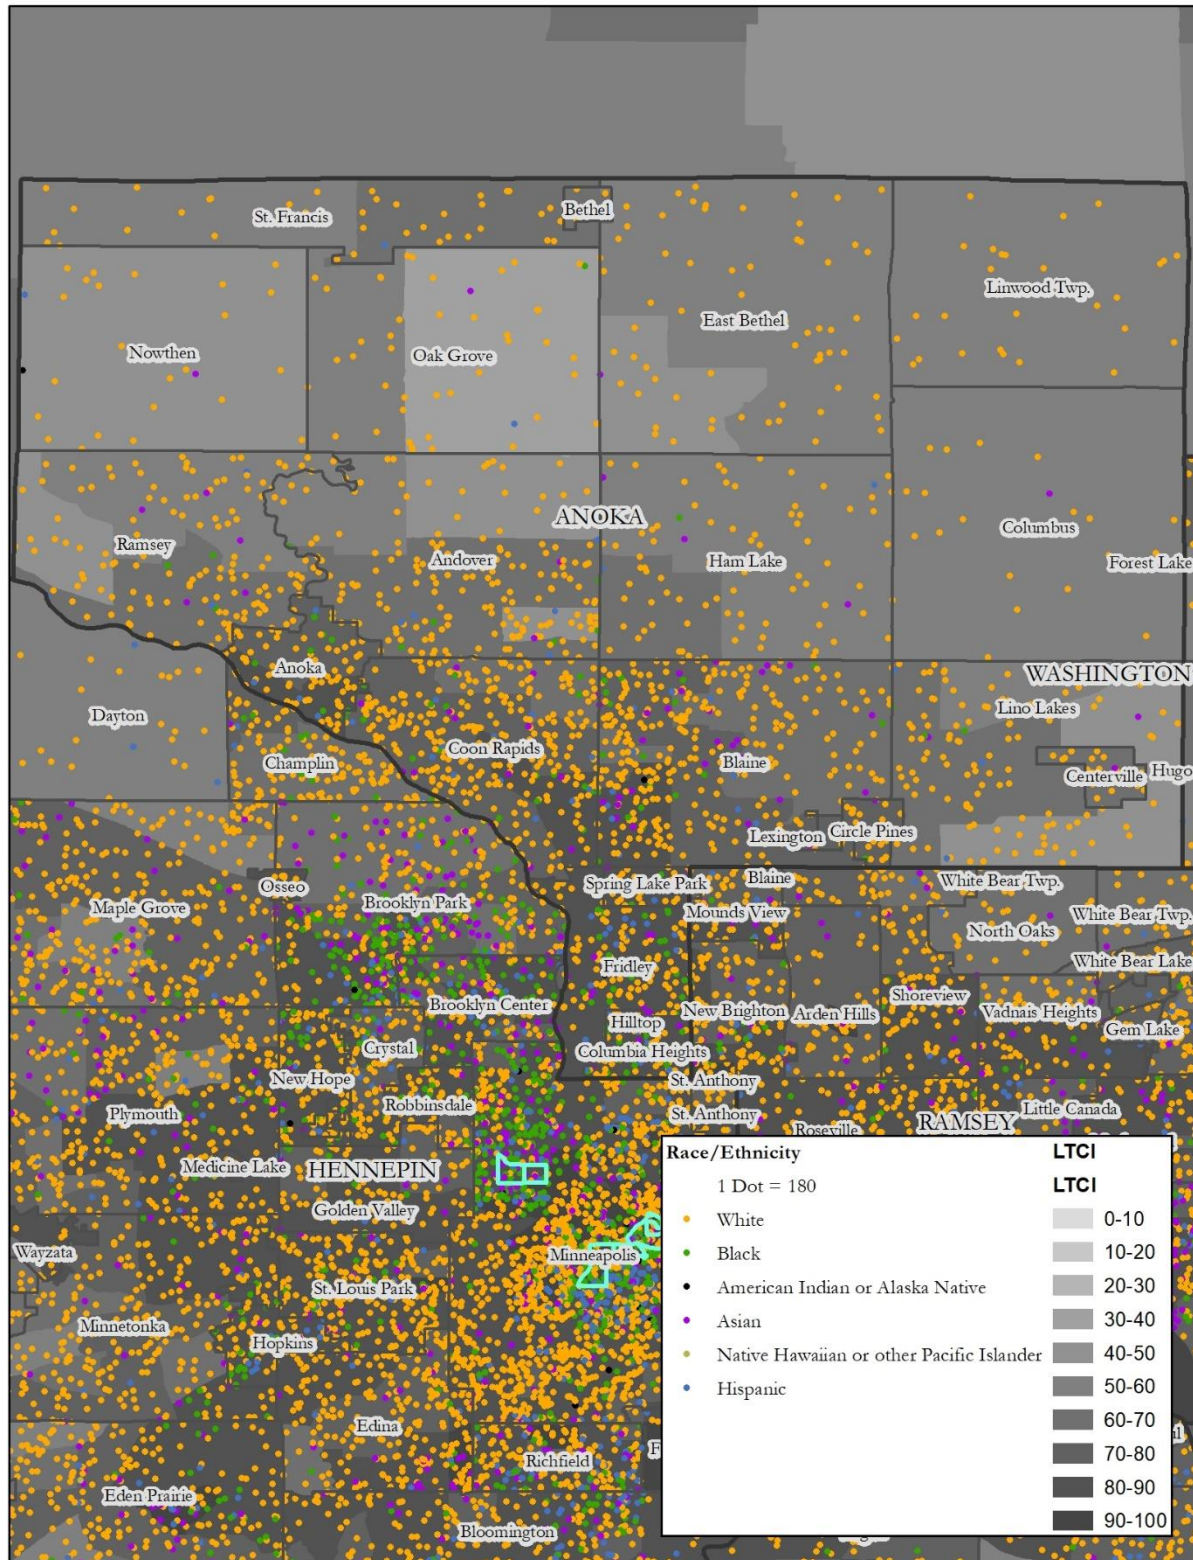 St. Francis
Bethel
Linwood Twp.
East Bethel
Nowthen
Oak Grove
ANOKA
Columbus
Ramsey
Andover
Ham Lake
Forest Lake
Anoka
WASHINGTON
Dayton
Lino Lakes
Coon Rapids
Champlin
Blaine
Centerville
Hugo
Lexington
Circle Pines
Osseo
Spring Lake Park
Blaine
White Bear Twp.
Maple Grove
Brooklyn Park
Mounds View
White Bear Twp.
North Oaks
Fridley
White Bear Lake
Shoreview
Brooklyn Center
New Brighton
Arden Hills
Vadnais Heights
Hilltop
Gem Lake
Crystal
Columbia Heights
New Hope
St. Anthony
Robbinsdale
Plymouth
St. Anthony
Little Canada
RAMSEY
Roseville
Medicine Lake
HENNEPIN
Golden Valley
Wayzata
Minneapolis
St. Louis Park
Minnetonka
Hopkins
Edina
Richfield
Eden Prairie
Bloomington
Race/Ethnicity
1 Dot = 180
White
Black
American Indian or Alaska Native
Asian
Native Hawaiian or other Pacific Islander
Hispanic
LTCI
LTCI
0-10
10-20
20-30
30-40
40-50
50-60
60-70
70-80
80-90
90-100